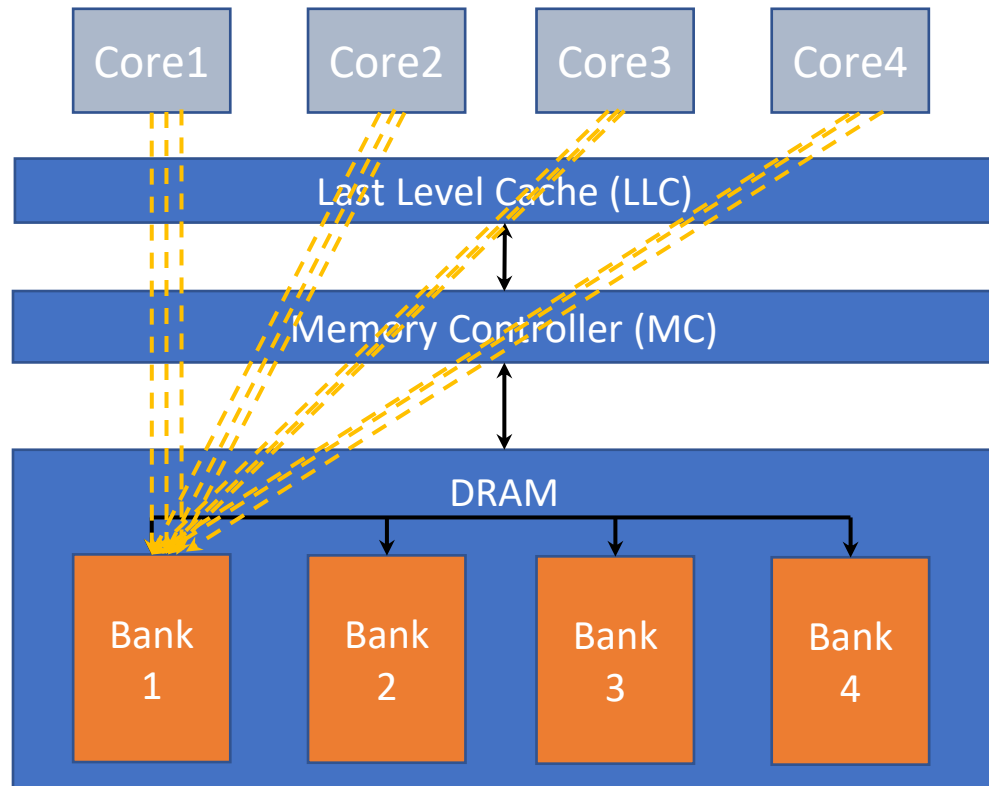 Core1
Core2
Core3
Core4
Last Level Cache (LLC)
Memory Controller (MC)
DRAM
Bank
1
Bank
2
Bank
3
Bank
4